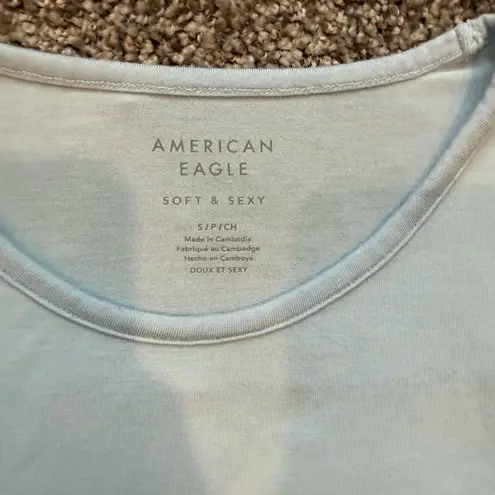 AMERICAN
EAGLE
SOFT & SEXY
S/P/CH
Made in Cambodia
Fabriqué au Cambodge
Hecho en Camboya
DOUX ET SEXY